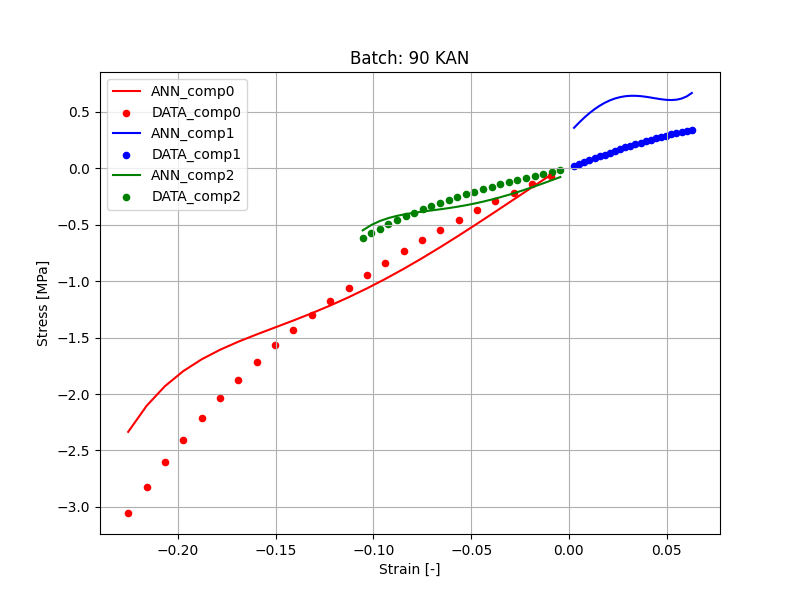 Batch: 90 KAN
ANN_comp0
DATA_comp0
ANN_comp1
DATA_comp1
ANN_comp2
DATA_comp2
Stress [MPa]
0.5
0.0
−0.5
−1.0
−1.5
−2.0
−2.5
−3.0
−0.20 −0.15 −0.10 −0.05 0.00 0.05
Strain [-]